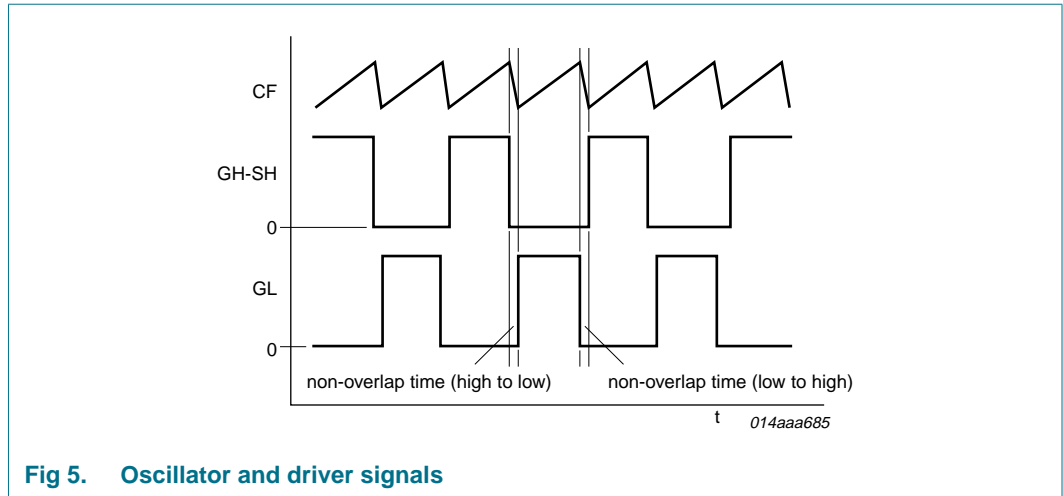 CF
GH-SH
0
GL
0
non-overlap time (high to low)
non-overlap time (low to high)
t
014aaa685
Fig 5. Oscillator and driver signals